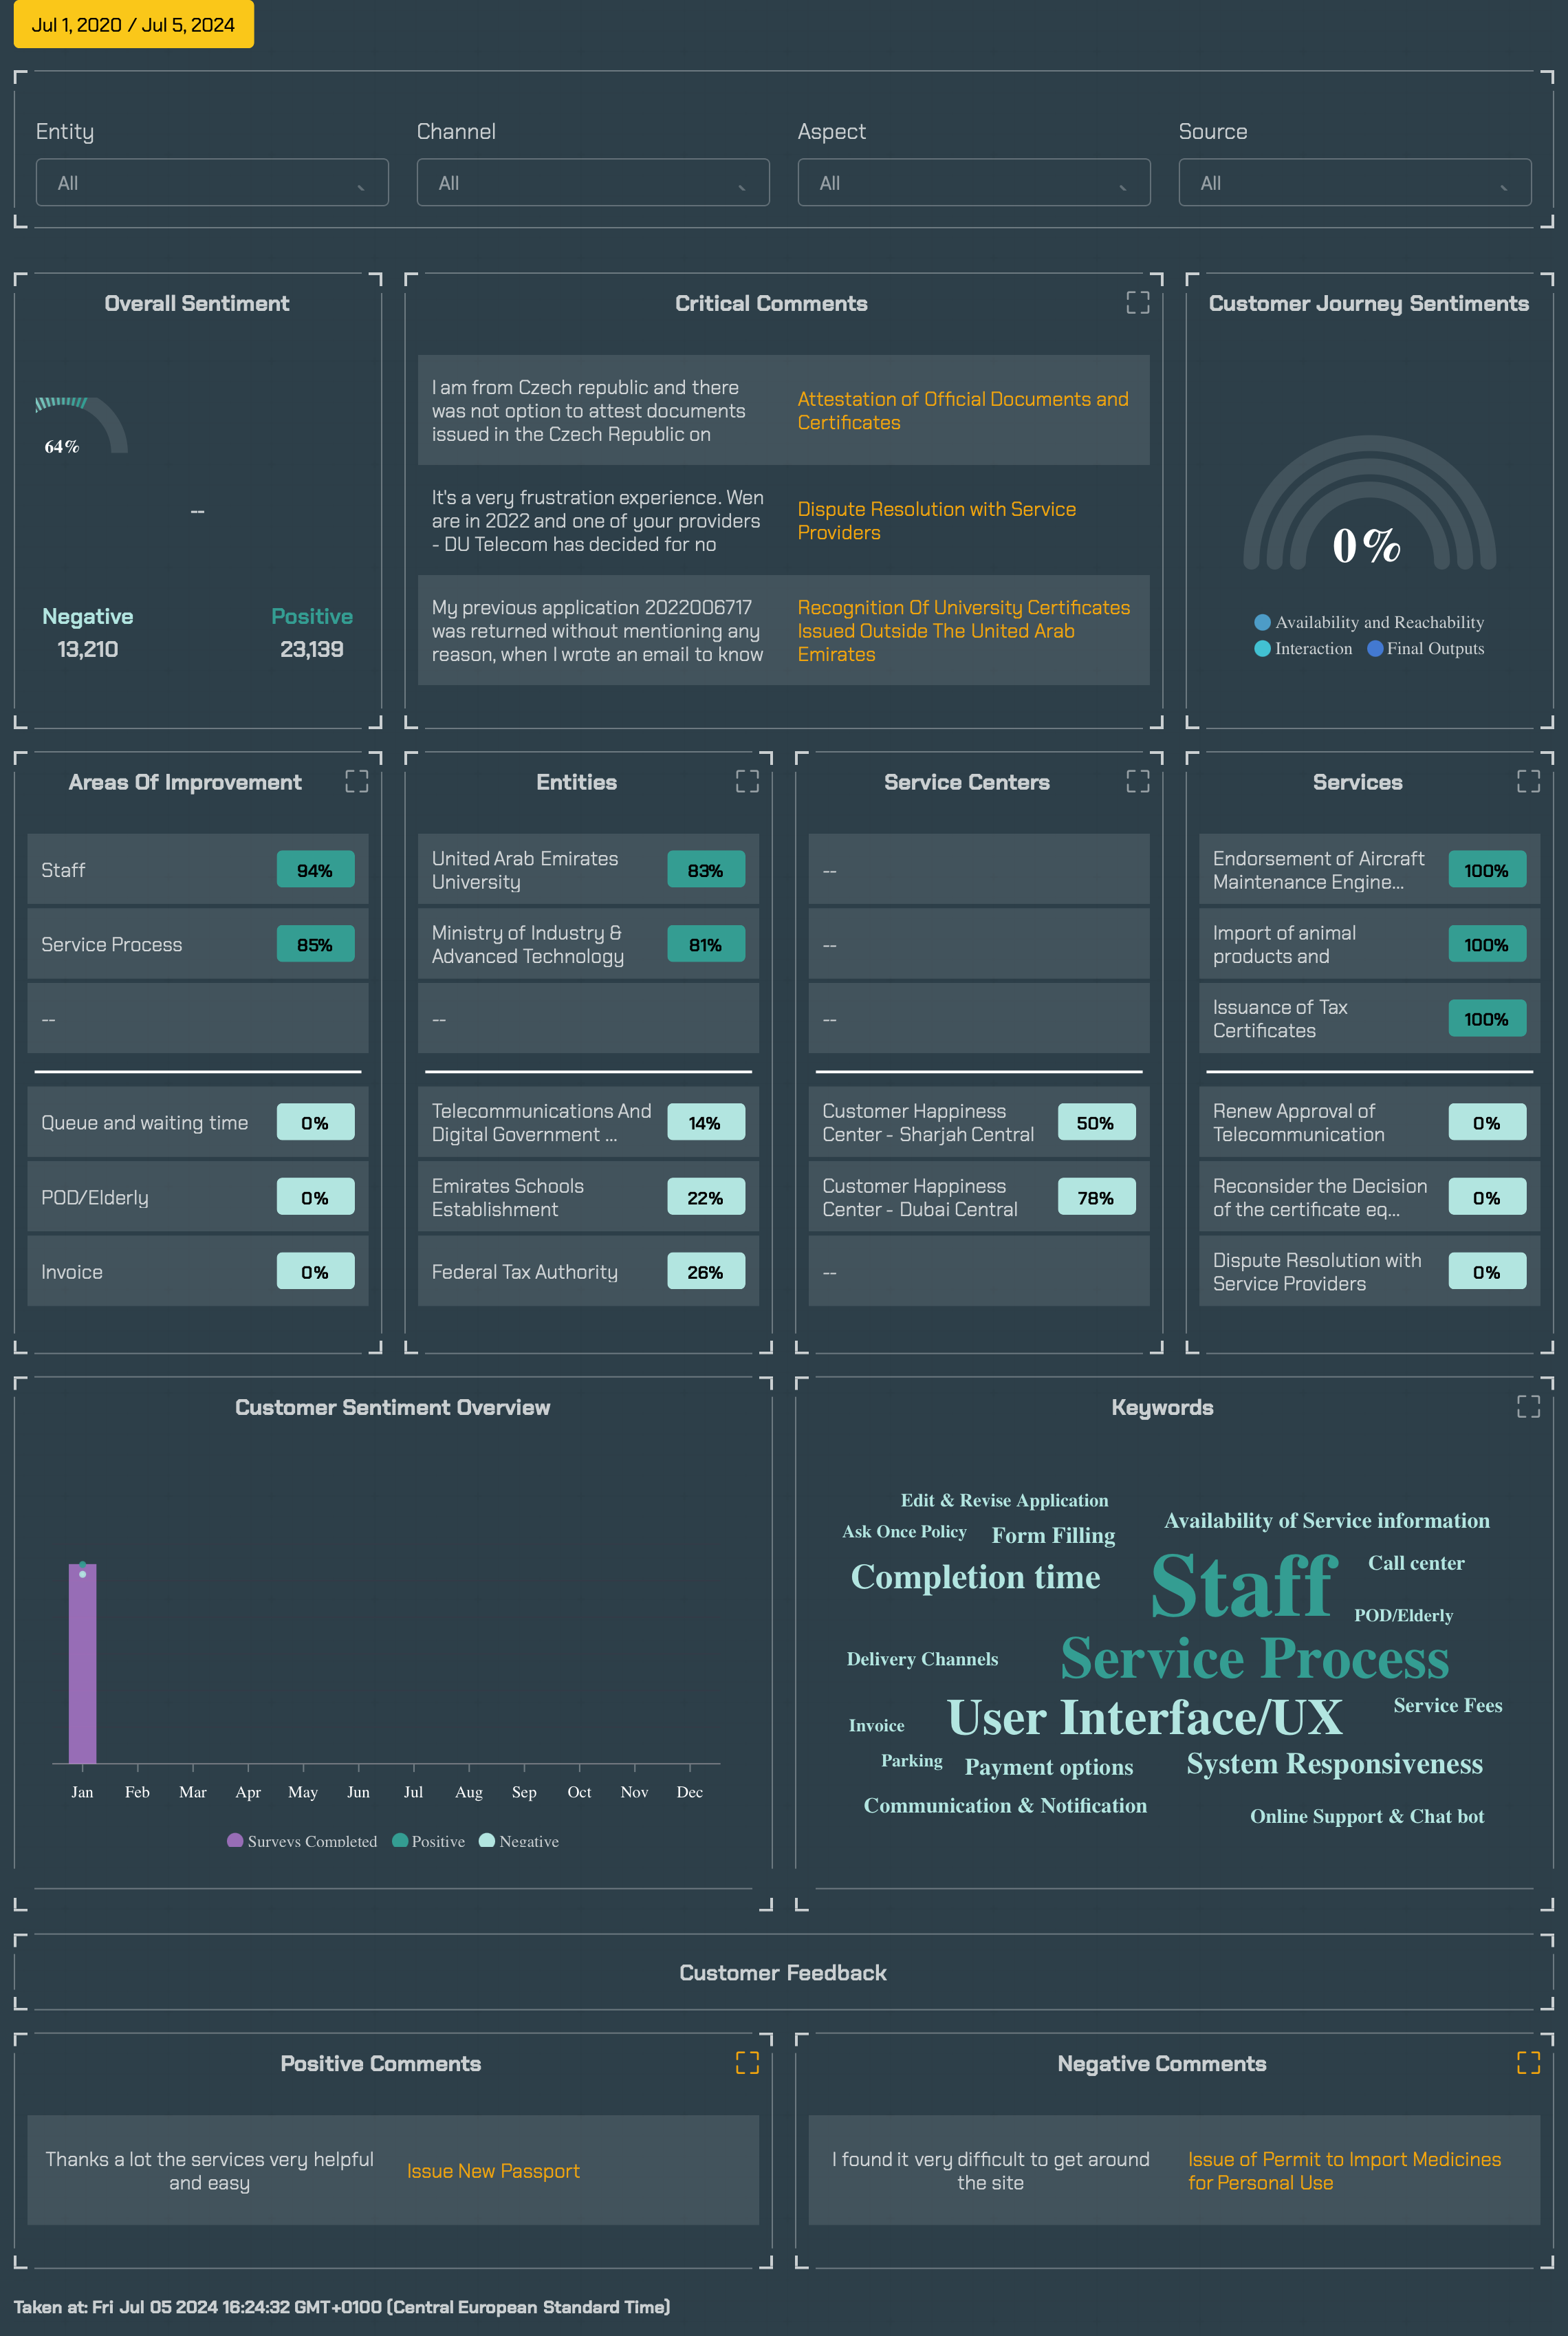 Jul 1, 2020 / Jul 5, 2024
Entity
Channel
Aspect
Source
All
All
All
All
Overall Sentiment
64%
--
Negative
Positive
13,210
23,139
Critical Comments
I am from Czech republic and there
was not option to attest documents
issued in the Czech Republic on
Attestation of Official Documents and
Certificates
It's a very frustration experience. Wen
are in 2022 and one of your providers
- DU Telecom has decided for no
Dispute Resolution with Service
Providers
My previous application 2022006717
was returned without mentioning any
reason, when I wrote an email to know
Recognition Of University Certificates
Issued Outside The United Arab
Emirates
Customer Journey Sentiments
0%
Availability and Reachability
Interaction
Final Outputs
Areas Of Improvement
Staff
94%
Service Process
85%
--
Queue and waiting time
0%
POD/Elderly
0%
Invoice
0%
Entities
United Arab Emirates
University
83%
Ministry of Industry &
Advanced Technology
81%
--
Telecommunications And
Digital Government ...
14%
Emirates Schools
Establishment
22%
Federal Tax Authority
26%
Service Centers
--
--
--
Customer Happiness
Center - Sharjah Central
50%
Customer Happiness
Center - Dubai Central
78%
--
Services
Endorsement of Aircraft
Maintenance Engine...
100%
Import of animal
products and
100%
Issuance of Tax
Certificates
100%
Renew Approval of
Telecommunication
0%
Reconsider the Decision
of the certificate eq...
0%
Dispute Resolution with
Service Providers
0%
Customer Sentiment Overview
Jan Feb Mar Apr May Jun Jul Aug Sep Oct Nov Dec
Surveys Completed
Positive
Negative
Keywords
Edit & Revise Application
Availability of Service information
Ask Once Policy
Form Filling
Call center
Completion time
Staff
POD/Elderly
Delivery Channels
Service Process
Service Fees
Invoice
User Interface/UX
Parking
Payment options
System Responsiveness
Communication & Notification
Online Support & Chat bot
Customer Feedback
Positive Comments
Thanks a lot the services very helpful
and easy
Issue New Passport
Negative Comments
I found it very difficult to get around
the site
Issue of Permit to Import Medicines
for Personal Use
Taken at: Fri Jul 05 2024 16:24:32 GMT+0100 (Central European Standard Time)